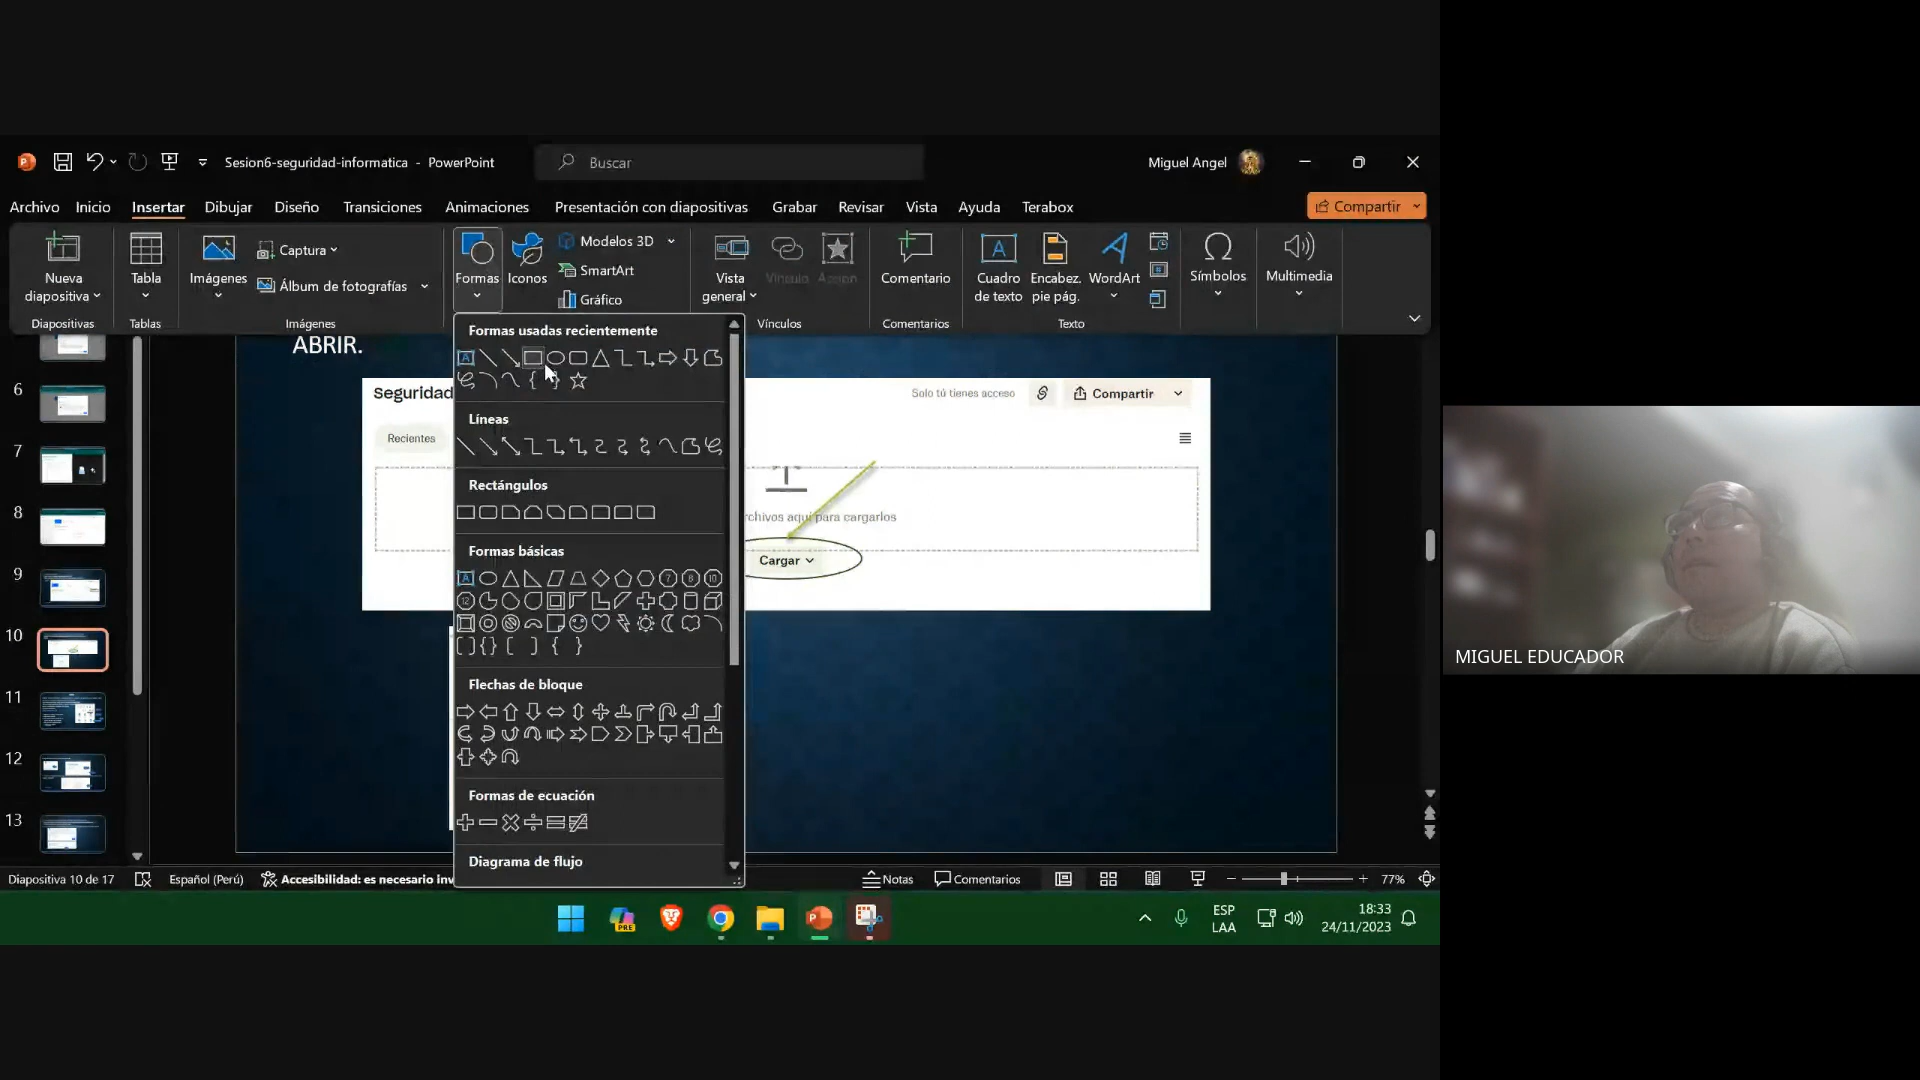 Sesion6-seguridad-informatica - PowerPoint
Buscar
Miguel Angel
Archivo Inicio Insertar Dibujar Diseño Transiciones Animaciones Presentación con diapositivas Grabar Revisar Vista Ayuda Terabox
Compartir
Nueva diapositiva
Diapositivas
Tabla
Tablas
Imágenes
Captura
Álbum de fotografías
Imágenes
Formas
Iconos
Modelos 3D
SmartArt
Gráfico
Vista general
Vínculo
Acción
Vínculos
Comentario
Comentarios
Cuadro de texto
Encabez. pie pág.
WordArt
Texto
Símbolos
Multimedia
Formas usadas recientemente
Líneas
Rectángulos
Formas básicas
Flechas de bloque
Formas de ecuación
Diagrama de flujo
6
7
8
9
10
11
12
13
ABRIR.
Seguridad
Solo tú tienes acceso
Compartir
Recientes
rchivos aquí para cargarlos
Cargar
Diapositiva 10 de 17
Español (Perú)
Accesibilidad: es necesario inv
Notas
Comentarios
77%
PRE
ESP
LAA
18:33
24/11/2023
MIGUEL EDUCADOR